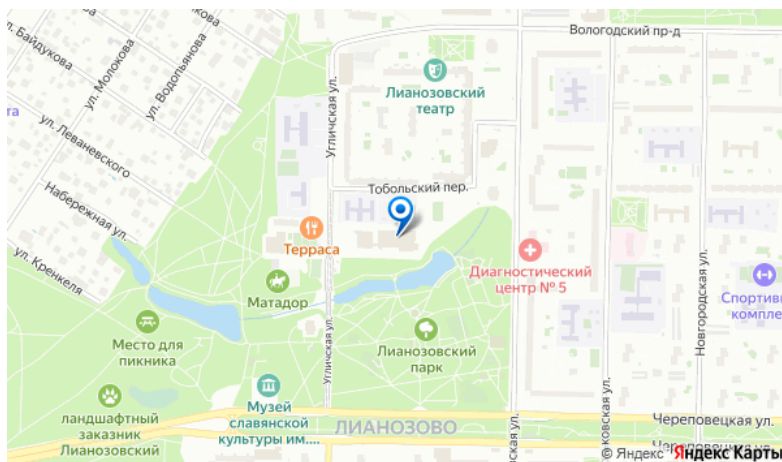 Вологодский пр-д
ул. Байдукова
ул. Молокова
ул. Водопьянова
ул. Леваневского
Набережная ул.
ул. Кренкеля
Угличская ул.
Лианозовский
театр
Тобольский пер.
Терраса
Диагностический
центр № 5
Матадор
Место для
пикника
Угличская ул.
Лианозовский
парк
Новгородская ул.
ландшафтный
заказник
Лианозовский
Музей
славянской
культуры им....
ЛИАНОЗОВО
Череповецкая ул.
© Яндекс Яндекс Карты